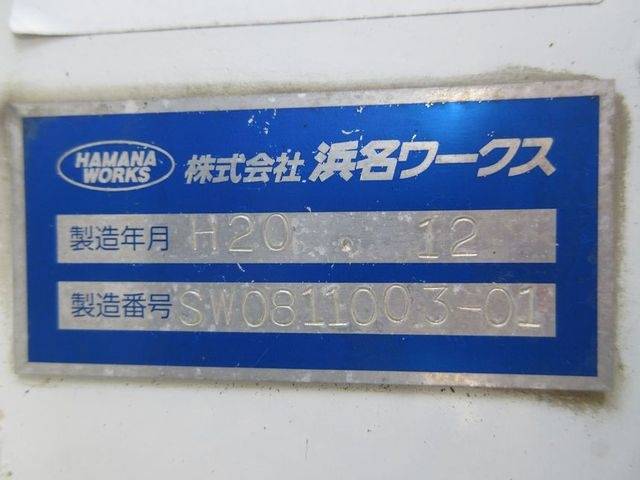 HAMANA
WORKS
株式会社 浜名ワークス
製造年月 H20 . 12
製造番号 SW0811003-01